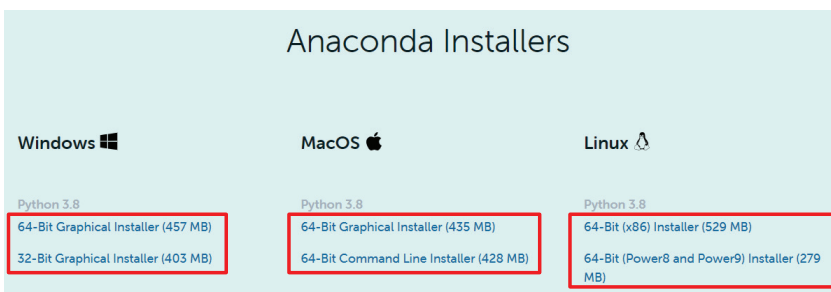 Anaconda Installers
Windows
MacOS
Linux
Python 3.8
Python 3.8
Python 3.8
64-Bit Graphical Installer (457 MB)
64-Bit Graphical Installer (435 MB)
64-Bit (x86) Installer (529 MB)
32-Bit Graphical Installer (403 MB)
64-Bit Command Line Installer (428 MB)
64-Bit (Power8 and Power9) Installer (279
MB)